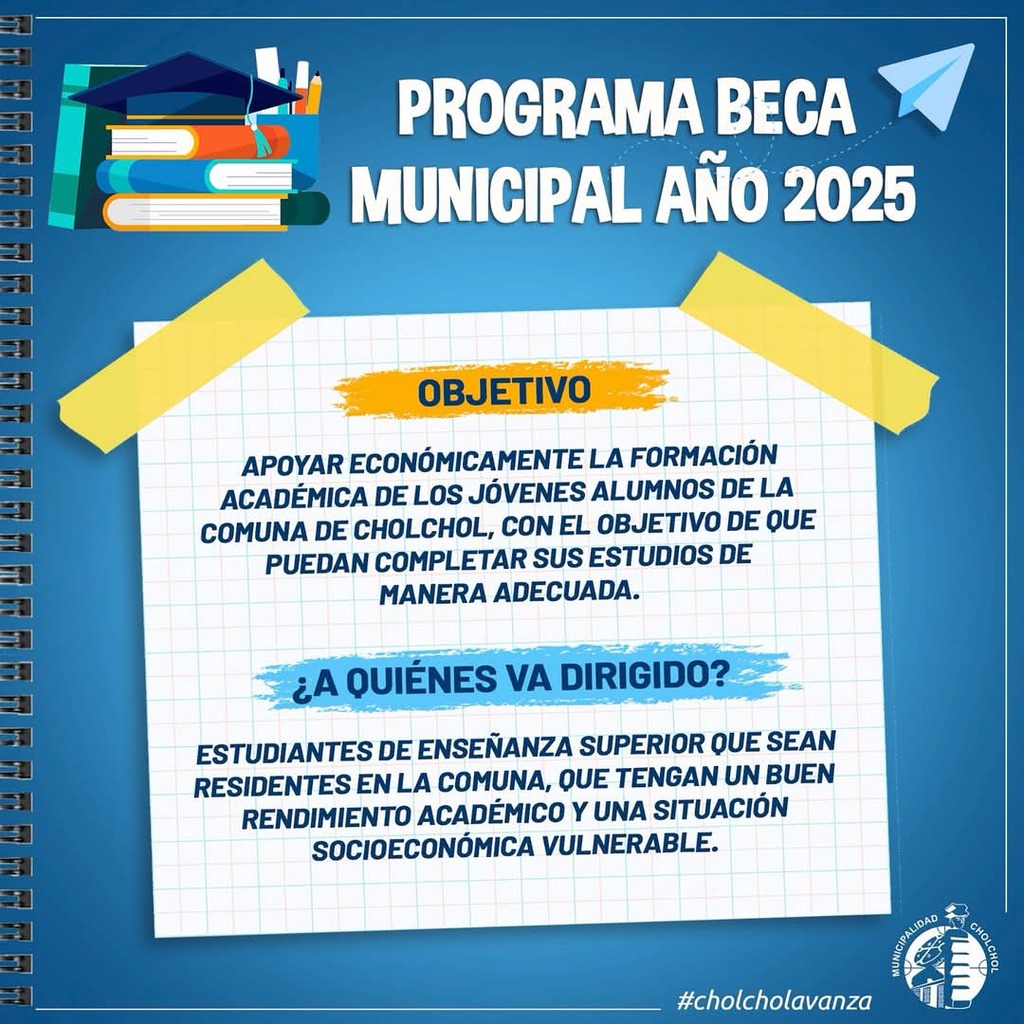 PROGRAMA BECA
MUNICIPAL AÑO 2025
OBJETIVO
APOYAR ECONÓMICAMENTE LA FORMACIÓN
ACADÉMICA DE LOS JÓVENES ALUMNOS DE LA
COMUNA DE CHOLCHOL, CON EL OBJETIVO DE QUE
PUEDAN COMPLETAR SUS ESTUDIOS DE
MANERA ADECUADA.
¿A QUIÉNES VA DIRIGIDO?
ESTUDIANTES DE ENSEÑANZA SUPERIOR QUE SEAN
RESIDENTES EN LA COMUNA, QUE TENGAN UN BUEN
RENDIMIENTO ACADÉMICO Y UNA SITUACIÓN
SOCIOECONÓMICA VULNERABLE.
MUNICIPALIDAD CHOLCHOL
#cholcholavanza